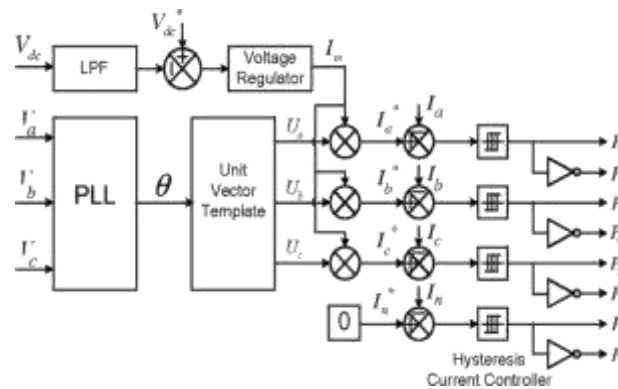 V_dc*
V_dc
LPF
Voltage
Regulator
I_m
V_a
V_b
V_c
PLL
θ
Unit
Vector
Template
U_a
U_b
U_c
I_a*
I_a
I_b*
I_b
I_c*
I_c
0
I_n*
I_n
Hysteresis
Current Controller